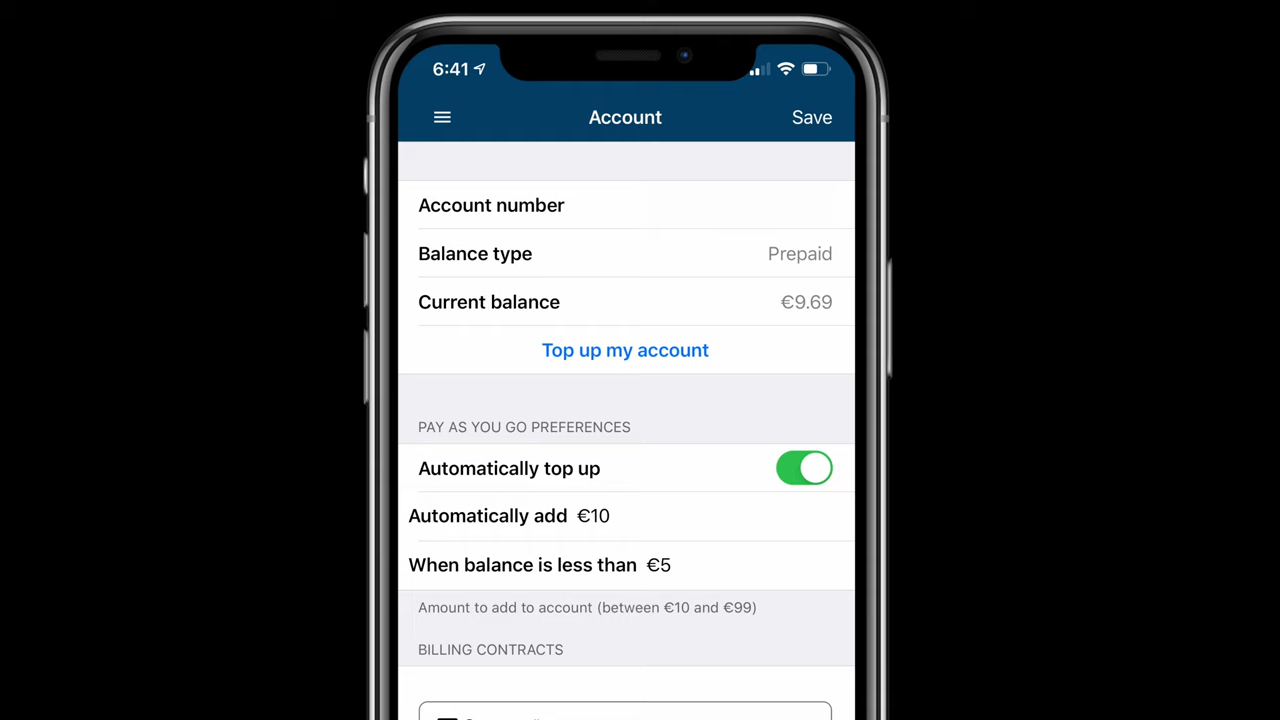 6:41
Account
Save
Account number
Balance type Prepaid
Current balance €9.69
Top up my account
PAY AS YOU GO PREFERENCES
Automatically top up
Automatically add €10
When balance is less than €5
Amount to add to account (between €10 and €99)
BILLING CONTRACTS